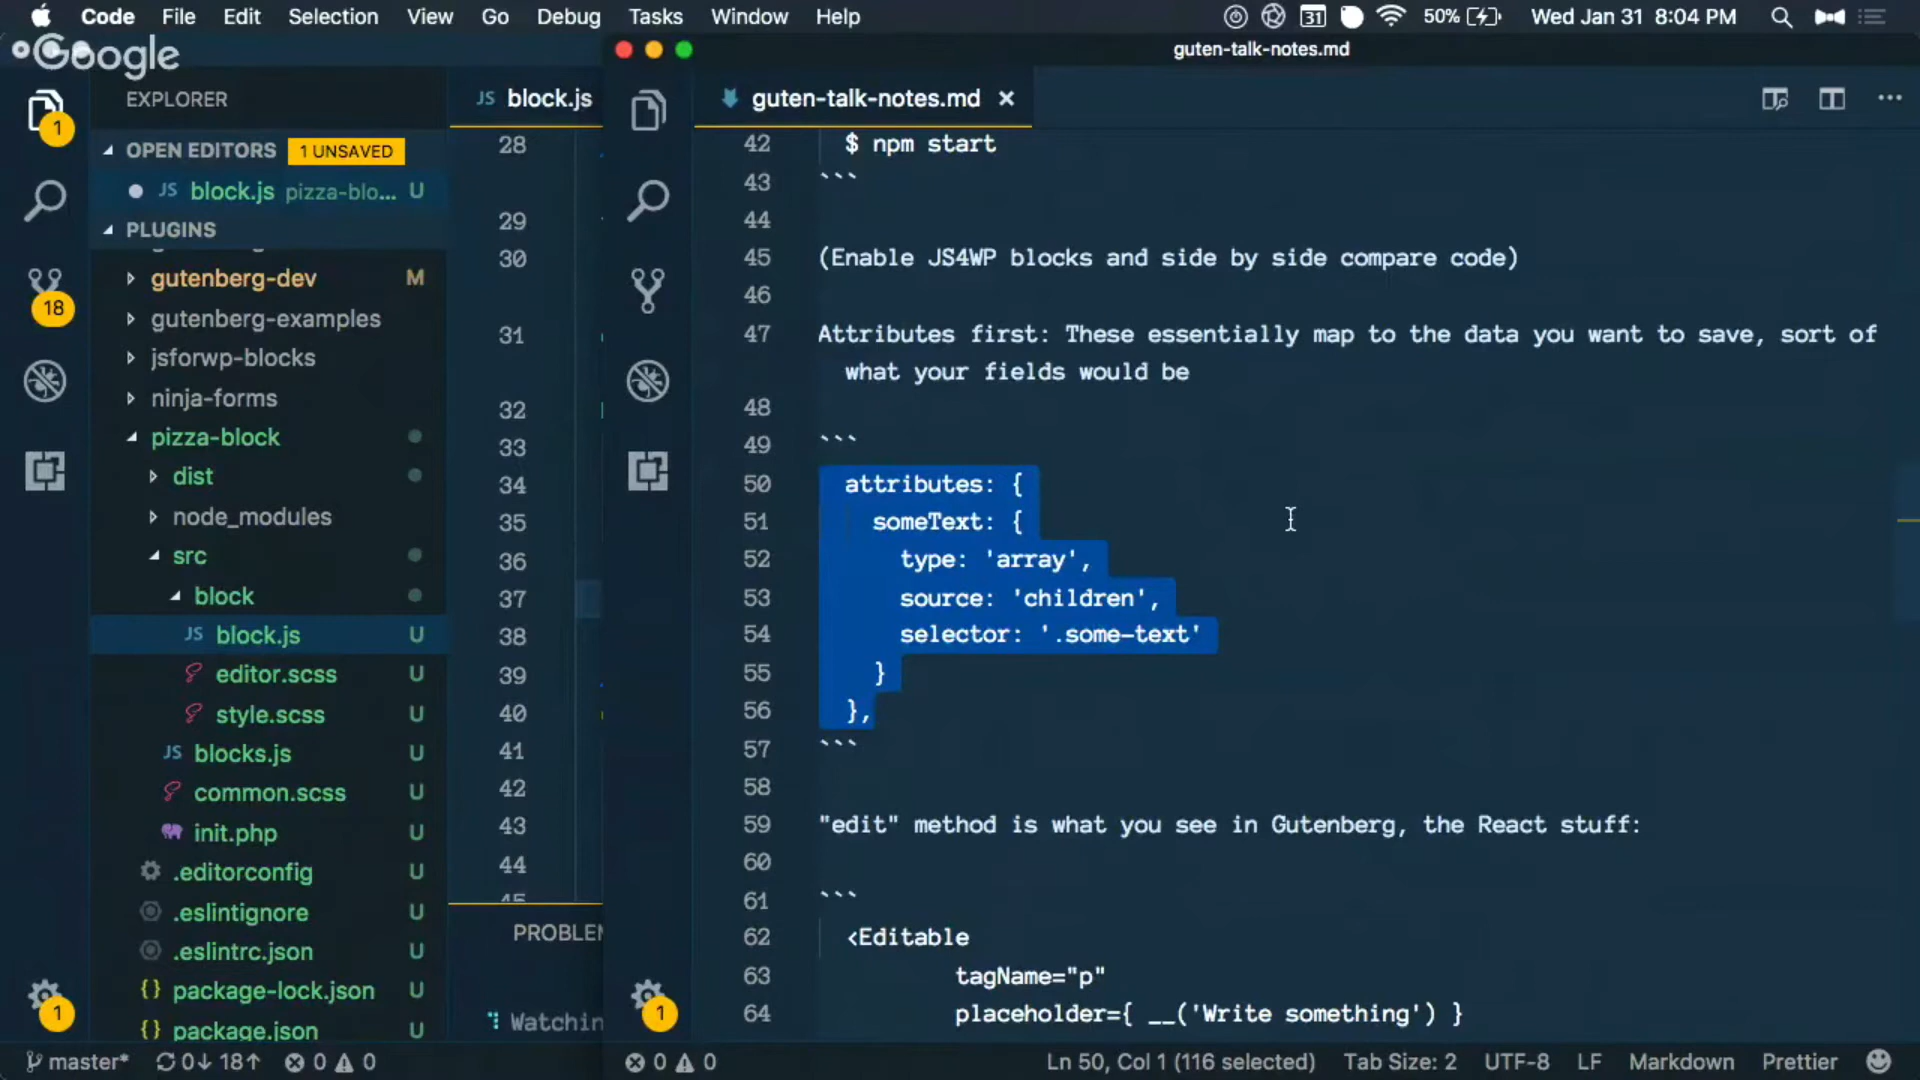 Code File Edit Selection View Go Debug Tasks Window Help 31 50% Wed Jan 31 8:04 PM
Google
guten-talk-notes.md
EXPLORER
JS block.js
guten-talk-notes.md
1
OPEN EDITORS 1 UNSAVED
JS block.js pizza-blo... U
PLUGINS
gutenberg-dev M
gutenberg-examples
jsforwp-blocks
ninja-forms
pizza-block
dist
node_modules
src
block
JS block.js U
editor.scss U
style.scss U
JS blocks.js U
common.scss U
init.php U
.editorconfig U
.eslintignore U
.eslintrc.json U
{} package-lock.json U
{} package.json U
18
1
28
29
30
31
32
33
34
35
36
37
38
39
40
41
42
43
44
45
PROBLEM
Watchin
1
42 $ npm start
43 ```
44
45 (Enable JS4WP blocks and side by side compare code)
46
47 Attributes first: These essentially map to the data you want to save, sort of
what your fields would be
48
49 ```
50 attributes: {
51 someText: {
52 type: 'array',
53 source: 'children',
54 selector: '.some-text'
55 }
56 },
57 ```
58
59 "edit" method is what you see in Gutenberg, the React stuff:
60
61 ```
62 <Editable
63 tagName="p"
64 placeholder={ __('Write something') }
master* 0↓ 18↑ 0 0
0 0 Ln 50, Col 1 (116 selected) Tab Size: 2 UTF-8 LF Markdown Prettier